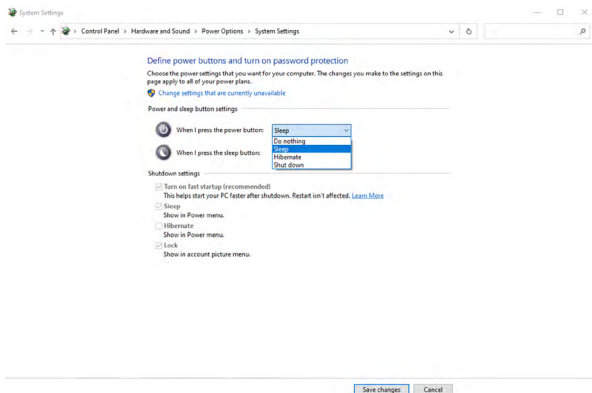 System Settings
Control Panel > Hardware and Sound > Power Options > System Settings
Define power buttons and turn on password protection
Choose the power settings that you want for your computer. The changes you make to the settings on this
page apply to all of your power plans.
Change settings that are currently unavailable
Power and sleep button settings
When I press the power button: Sleep
Do nothing
Sleep
When I press the sleep button:
Hibernate
Shut down
Shutdown settings
Turn on fast startup (recommended)
This helps start your PC faster after shutdown. Restart isn't affected. Learn More
Sleep
Show in Power menu.
Hibernate
Show in Power menu.
Lock
Show in account picture menu.
Save changes Cancel